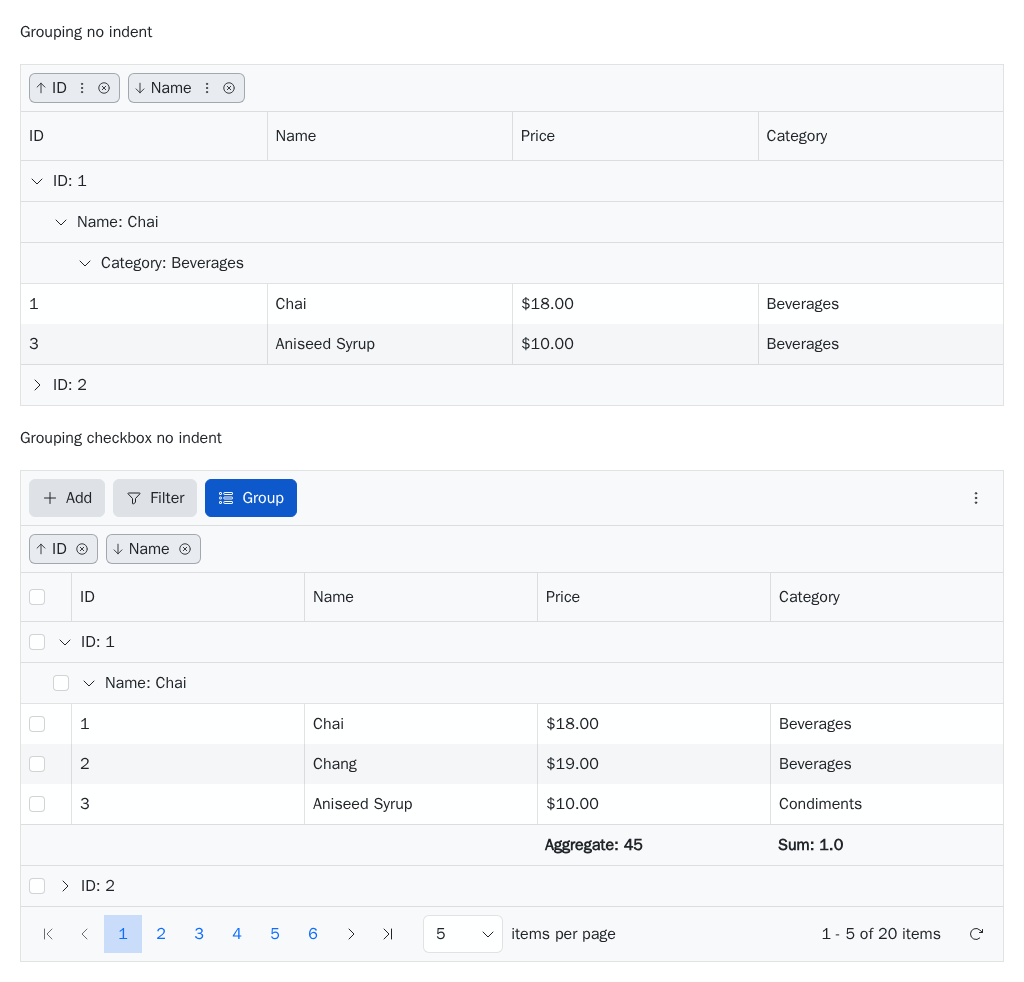 Grouping no indent
ID Name
ID Name Price Category
ID: 1
Name: Chai
Category: Beverages
1 Chai $18.00 Beverages
3 Aniseed Syrup $10.00 Beverages
ID: 2
Grouping checkbox no indent
Add Filter Group
ID Name
ID Name Price Category
ID: 1
Name: Chai
1 Chai $18.00 Beverages
2 Chang $19.00 Beverages
3 Aniseed Syrup $10.00 Condiments
Aggregate: 45 Sum: 1.0
ID: 2
1 2 3 4 5 6 5 items per page 1 - 5 of 20 items